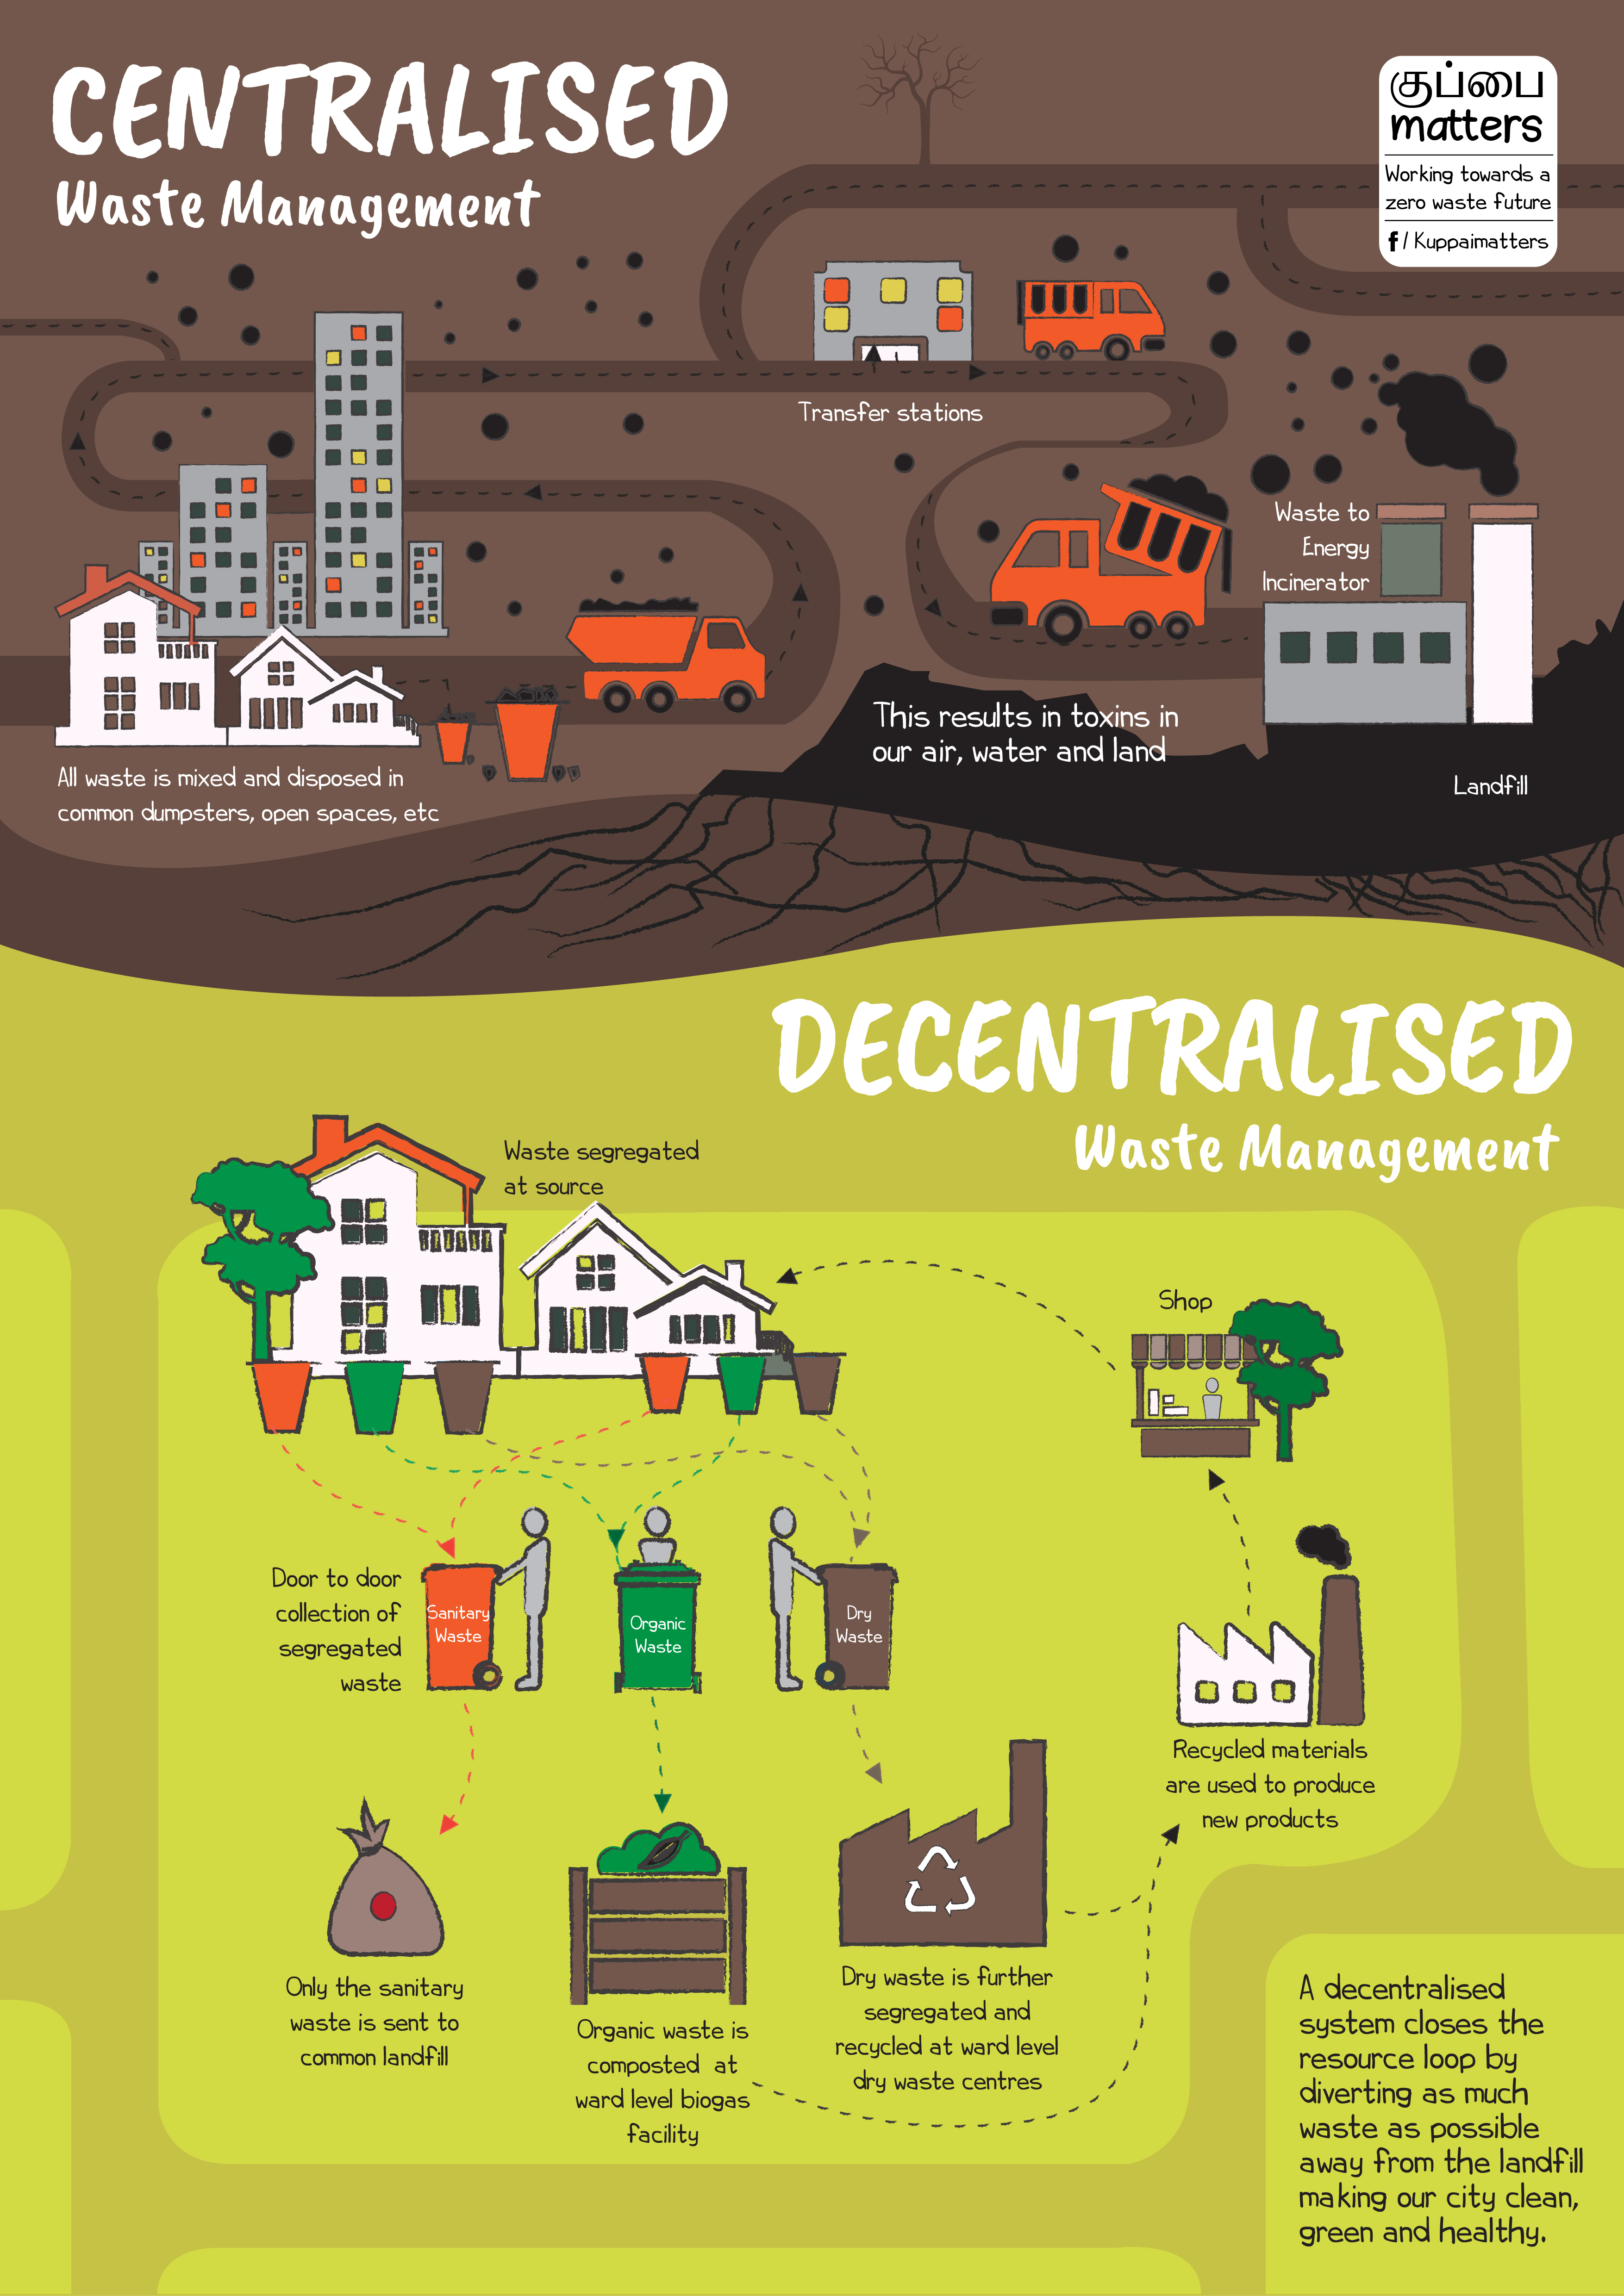 CENTRALISED
Waste Management
குப்பை
matters
Working towards a
zero waste future
f / Kuppaimatters
Transfer stations
Waste to
Energy
Incinerator
This results in toxins in
our air, water and land
Landfill
All waste is mixed and disposed in
common dumpsters, open spaces, etc
DECENTRALISED
Waste Management
Waste segregated
at source
Shop
Door to door
collection of
segregated
waste
Sanitary
Waste
Organic
Waste
Dry
Waste
Recycled materials
are used to produce
new products
Only the sanitary
waste is sent to
common landfill
Organic waste is
composted at
ward level biogas
facility
Dry waste is further
segregated and
recycled at ward level
dry waste centres
A decentralised
system closes the
resource loop by
diverting as much
waste as possible
away from the landfill
making our city clean,
green and healthy.